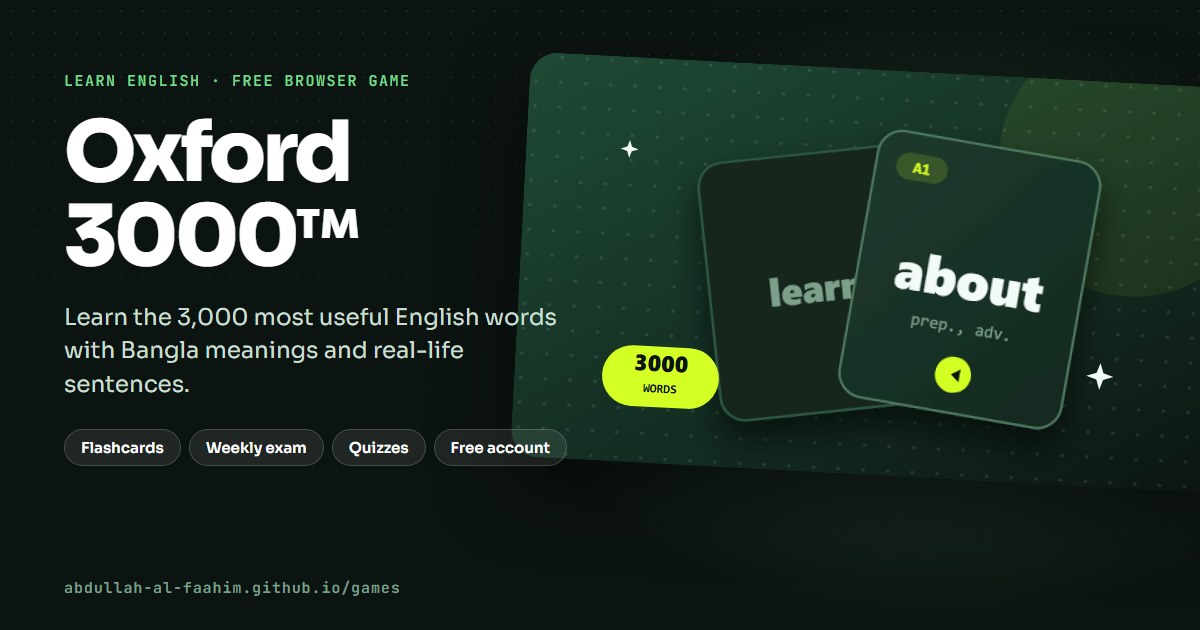 LEARN ENGLISH · FREE BROWSER GAME
Oxford
3000™
Learn the 3,000 most useful English words
with Bangla meanings and real-life
sentences.
Flashcards
Weekly exam
Quizzes
Free account
abdullah-al-faahim.github.io/games
3000
WORDS
learn
A1
about
prep., adv.